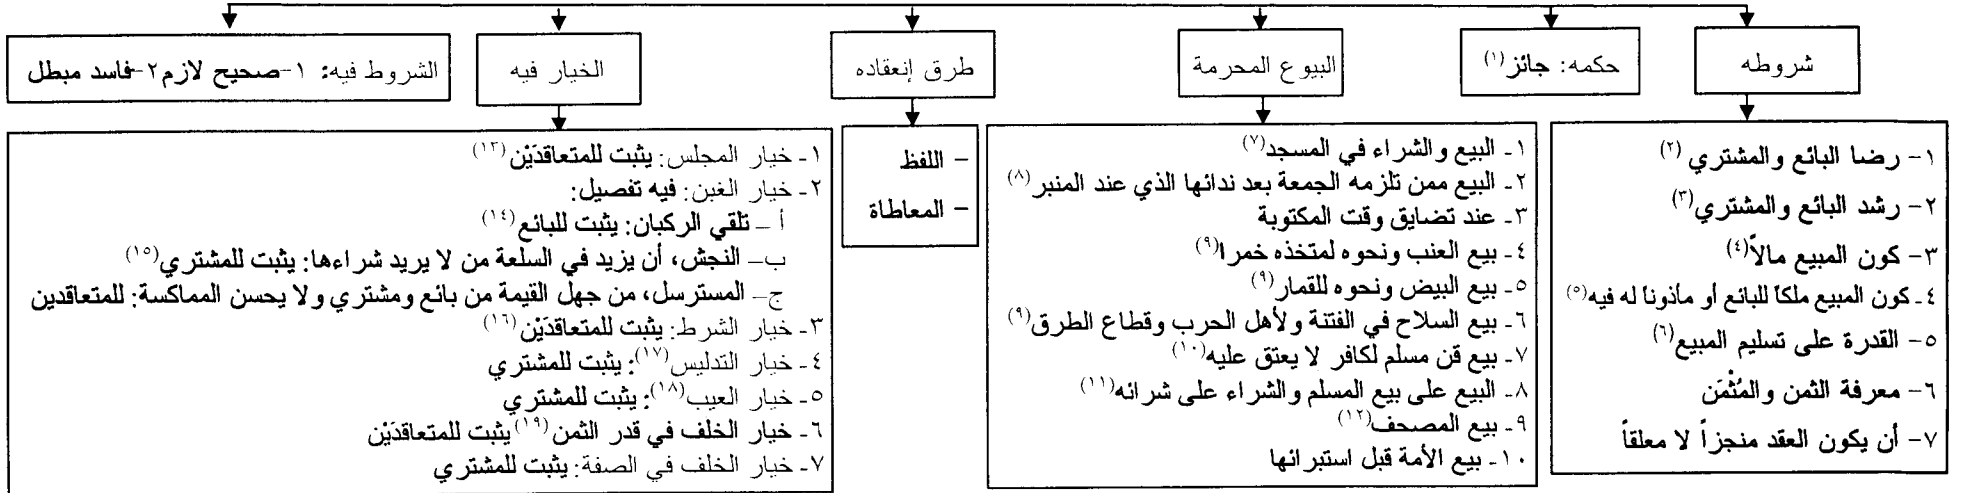 شروطه
حكمه: جائز(١)
البيوع المحرمة
طرق إنعقاده
الخيار فيه
الشروط فيه: ١-صحيح لازم٢-فاسد مبطل
١- رضا البائع والمشتري (٢)
٢- رشد البائع والمشتري(٣)
٣- كون المبيع مالاً(٤)
٤- كون المبيع ملكاً للبائع أو مأذوناً له فيه(٥)
٥- القدرة على تسليم المبيع(٦)
٦- معرفة الثمن والمُثْمَن
٧- أن يكون العقد منجزاً لا معلقاً
١- البيع والشراء في المسجد(٧)
٢- البيع ممن تلزمه الجمعة بعد ندائها الذي عند المنبر(٨)
٣- عند تضايق وقت المكتوبة
٤- بيع العنب ونحوه لمتخذه خمرا(٩)
٥- بيع البيض ونحوه للقمار(٩)
٦- بيع السلاح في الفتنة ولأهل الحرب وقطاع الطرق(٩)
٧- بيع قن مسلم لكافر لا يعتق عليه(١٠)
٨- البيع على بيع المسلم والشراء على شرائه(١١)
٩- بيع المصحف(١٢)
١٠- بيع الأمة قبل استبرائها
– اللفظ
– المعاطاة
١- خيار المجلس: يثبت للمتعاقدَيْن(١٣)
٢- خيار الغبن: فيه تفصيل:
أ – تلقي الركبان: يثبت للبائع(١٤)
ب– النجش، أن يزيد في السلعة من لا يريد شراءها: يثبت للمشتري(١٥)
ج– المسترسل، من جهل القيمة من بائع ومشتري ولا يحسن المماكسة: للمتعاقدين
٣- خيار الشرط: يثبت للمتعاقدَيْن(١٦)
٤- خيار التدليس(١٧): يثبت للمشتري
٥- خيار العيب(١٨): يثبت للمشتري
٦- خيار الخلف في قدر الثمن(١٩) يثبت للمتعاقدَيْن
٧- خيار الخلف في الصفة: يثبت للمشتري